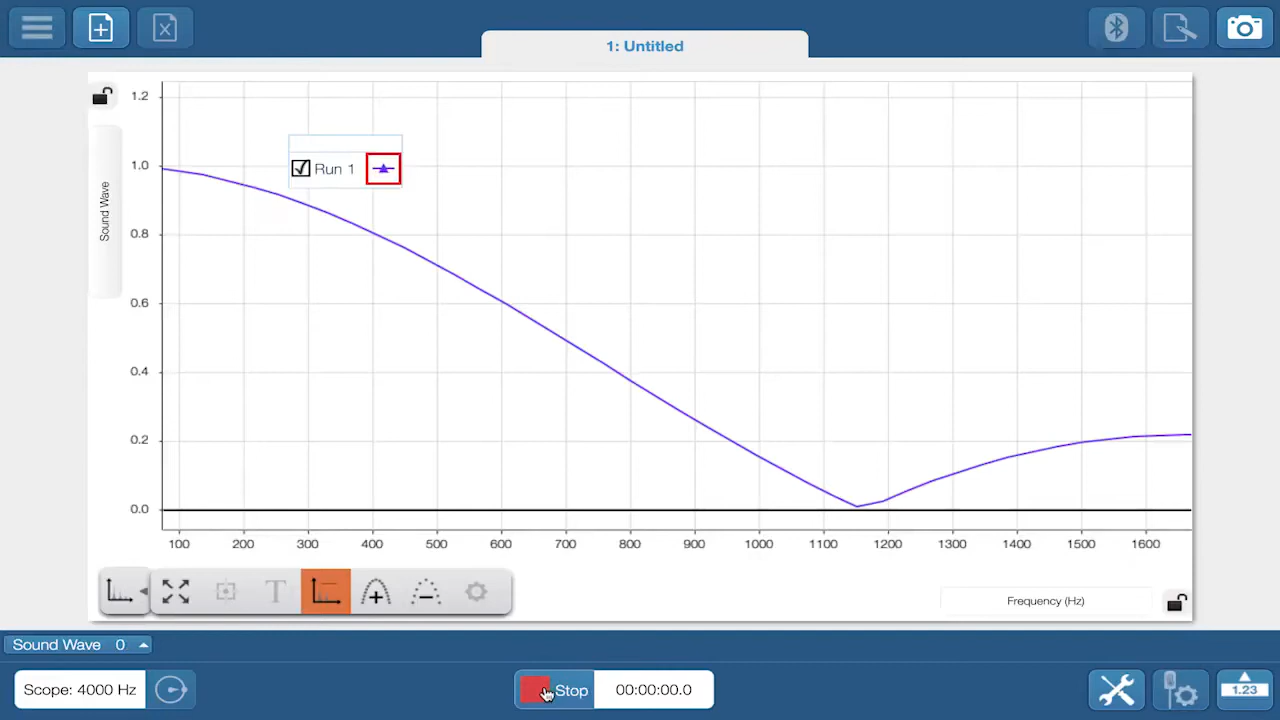 1: Untitled
1.2
1.0
0.8
0.6
0.4
0.2
0.0
Sound Wave
Run 1
100 200 300 400 500 600 700 800 900 1000 1100 1200 1300 1400 1500 1600
T
Frequency (Hz)
Sound Wave 0
Scope: 4000 Hz
Stop
00:00:00.0
1.23